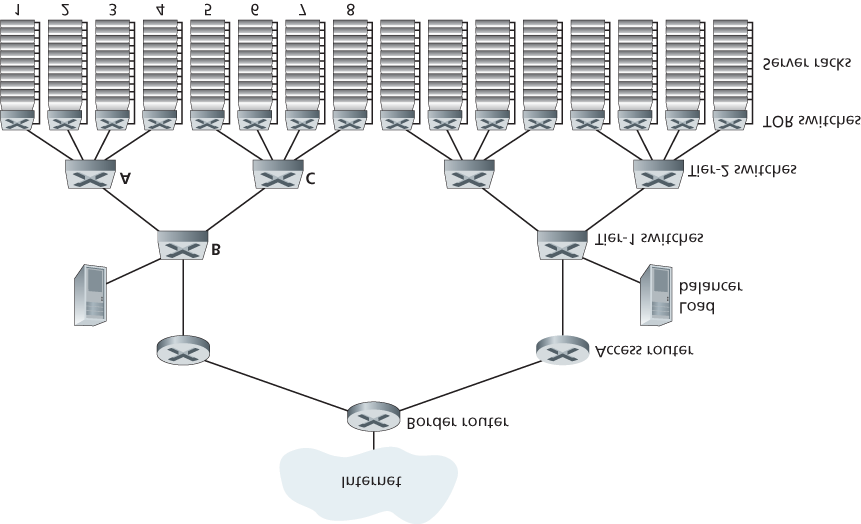 Internet
Border router
Access router
Load
balancer
B
Tier-1 switches
A
C
Tier-2 switches
TOR switches
Server racks
1 2 3 4 5 6 7 8